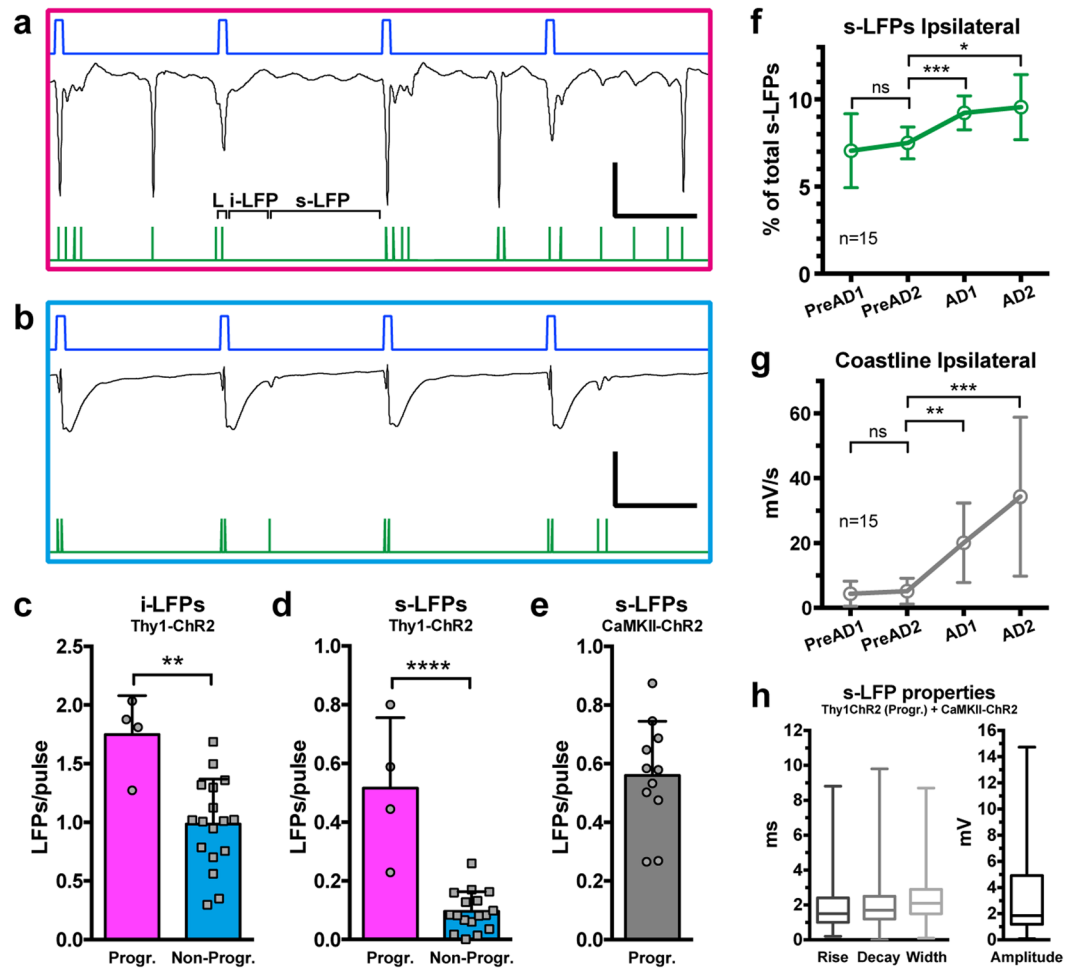 a
L i-LFP s-LFP
b
c
i-LFPs
Thy1-ChR2
**
LFPs/pulse
2.5
2.0
1.5
1.0
0.5
0.0
Progr. Non-Progr.
d
s-LFPs
Thy1-ChR2
****
LFPs/pulse
1.0
0.8
0.6
0.4
0.2
0.0
Progr. Non-Progr.
e
s-LFPs
CaMKII-ChR2
LFPs/pulse
1.0
0.8
0.6
0.4
0.2
0.0
Progr.
f
s-LFPs Ipsilateral
*
***
ns
% of total s-LFPs
10
5
0
n=15
PreAD1 PreAD2 AD1 AD2
g
Coastline Ipsilateral
***
**
ns
mV/s
60
40
20
0
n=15
PreAD1 PreAD2 AD1 AD2
h
s-LFP properties
Thy1ChR2 (Progr.) + CaMKII-ChR2
ms
12
10
8
6
4
2
0
Rise Decay Width
mV
16
14
12
10
8
6
4
2
0
Amplitude